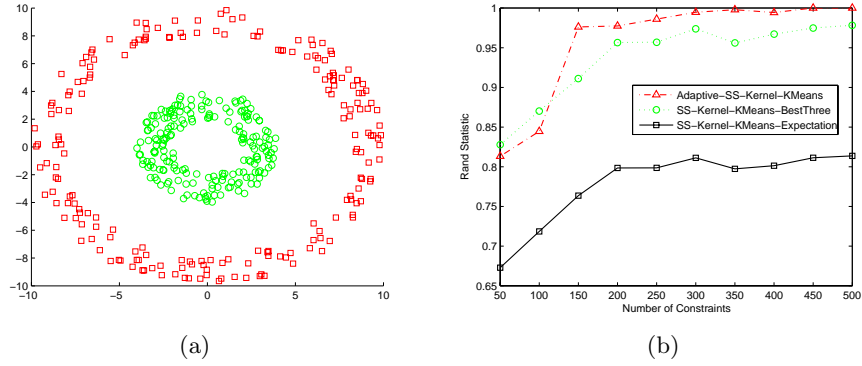 10
8
6
4
2
0
−2
−4
−6
−8
−10
−10 −5 0 5 10
(a)
1
0.95
0.9
0.85
0.8
0.75
0.7
0.65
50 100 150 200 250 300 350 400 450 500
Number of Constraints
Rand Statistic
Adaptive−SS−Kernel−KMeans
SS−Kernel−KMeans−BestThree
SS−Kernel−KMeans−Expectation
(b)